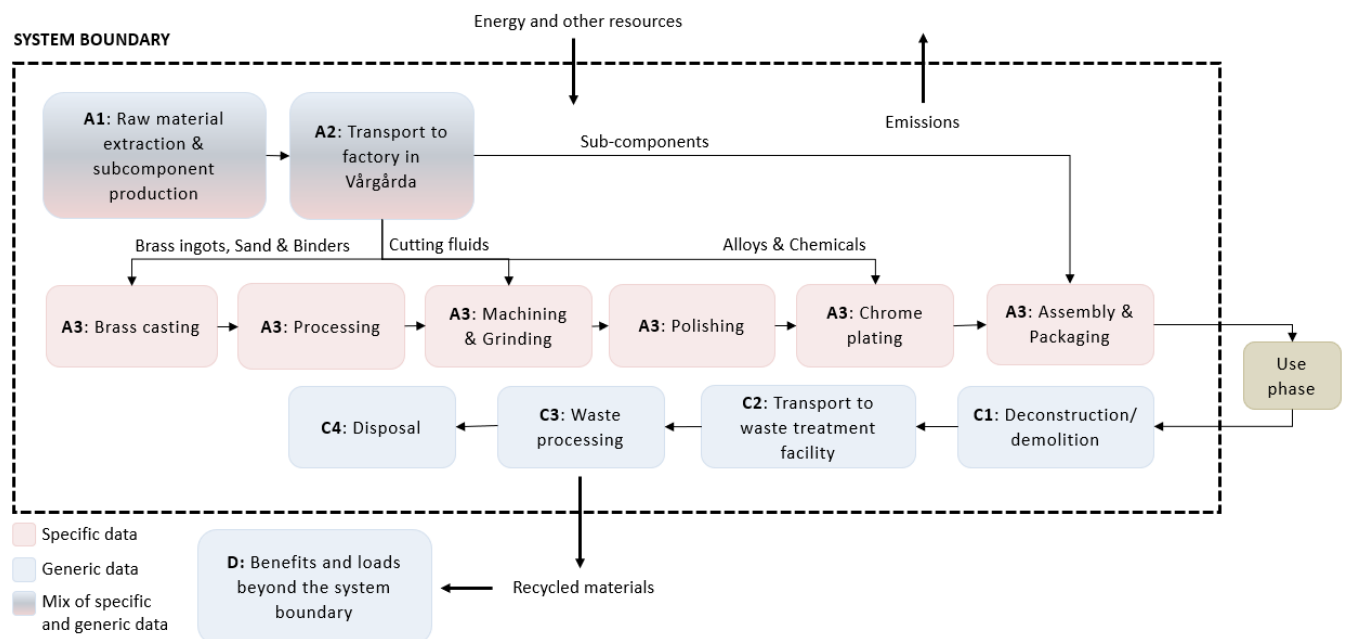 Energy and other resources
SYSTEM BOUNDARY
Emissions
A1: Raw material
extraction &
subcomponent
production
A2: Transport to
factory in
Vårgårda
Sub-components
Brass ingots, Sand & Binders
Cutting fluids
Alloys & Chemicals
A3: Brass casting
A3: Processing
A3: Machining
& Grinding
A3: Polishing
A3: Chrome
plating
A3: Assembly &
Packaging
Use
phase
C4: Disposal
C3: Waste
processing
C2: Transport to
waste treatment
facility
C1: Deconstruction/
demolition
Specific data
Generic data
Mix of specific
and generic data
D: Benefits and loads
beyond the system
boundary
Recycled materials